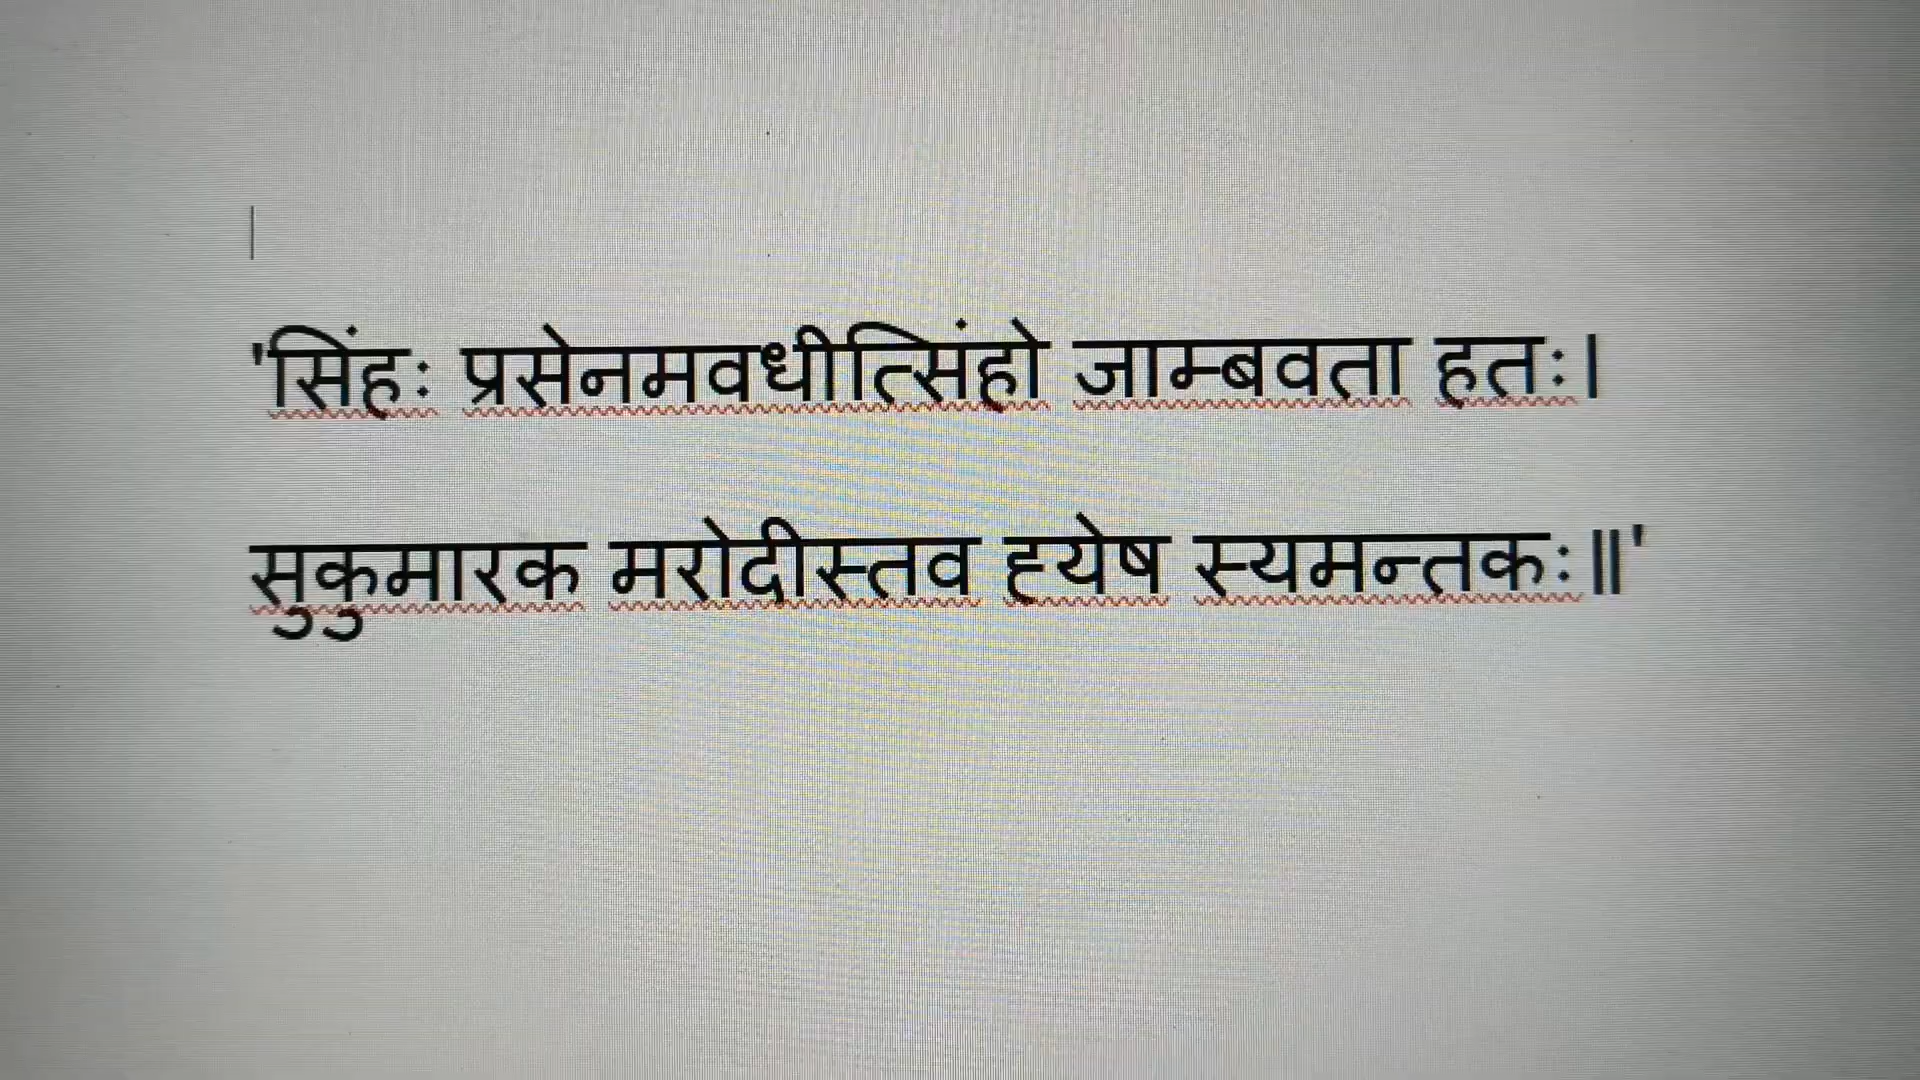 'सिंहः प्रसेनमवधीत्सिंहो जाम्बवता हतः।
सुकुमारक मरोदीस्तव ह्येष स्यमन्तकः॥'